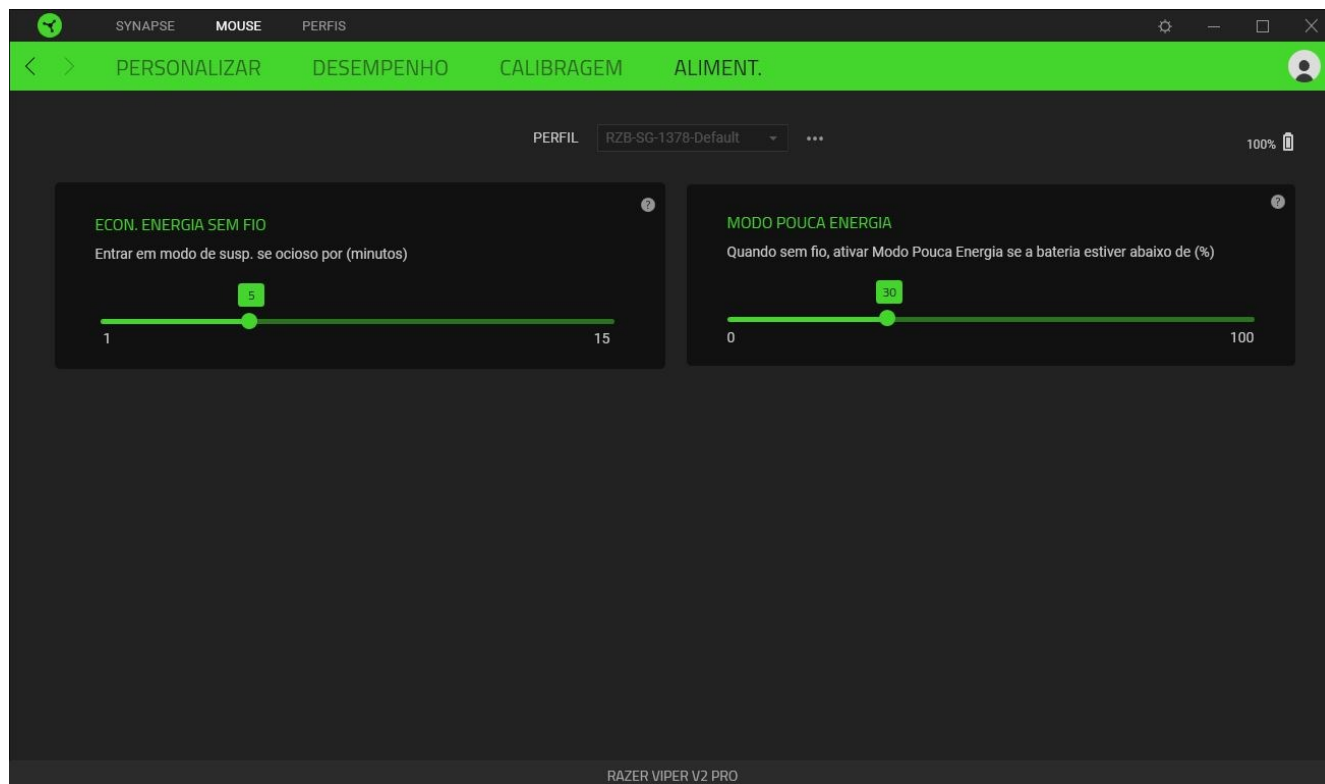 SYNAPSE MOUSE PERFIS
PERSONALIZAR DESEMPENHO CALIBRAGEM ALIMENT.
PERFIL RZB-SG-1378-Default ...
100%
ECON. ENERGIA SEM FIO ?
Entrar em modo de susp. se ocioso por (minutos)
5
1 15
MODO POUCA ENERGIA ?
Quando sem fio, ativar Modo Pouca Energia se a bateria estiver abaixo de (%)
30
0 100
RAZER VIPER V2 PRO